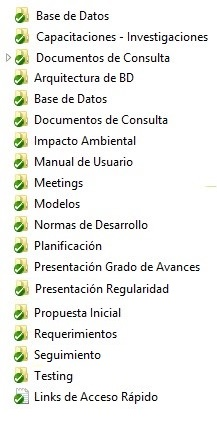 Base de Datos
Capacitaciones - Investigaciones
Documentos de Consulta
Arquitectura de BD
Base de Datos
Documentos de Consulta
Impacto Ambiental
Manual de Usuario
Meetings
Modelos
Normas de Desarrollo
Planificación
Presentación Grado de Avances
Presentación Regularidad
Propuesta Inicial
Requerimientos
Seguimiento
Testing
Links de Acceso Rápido